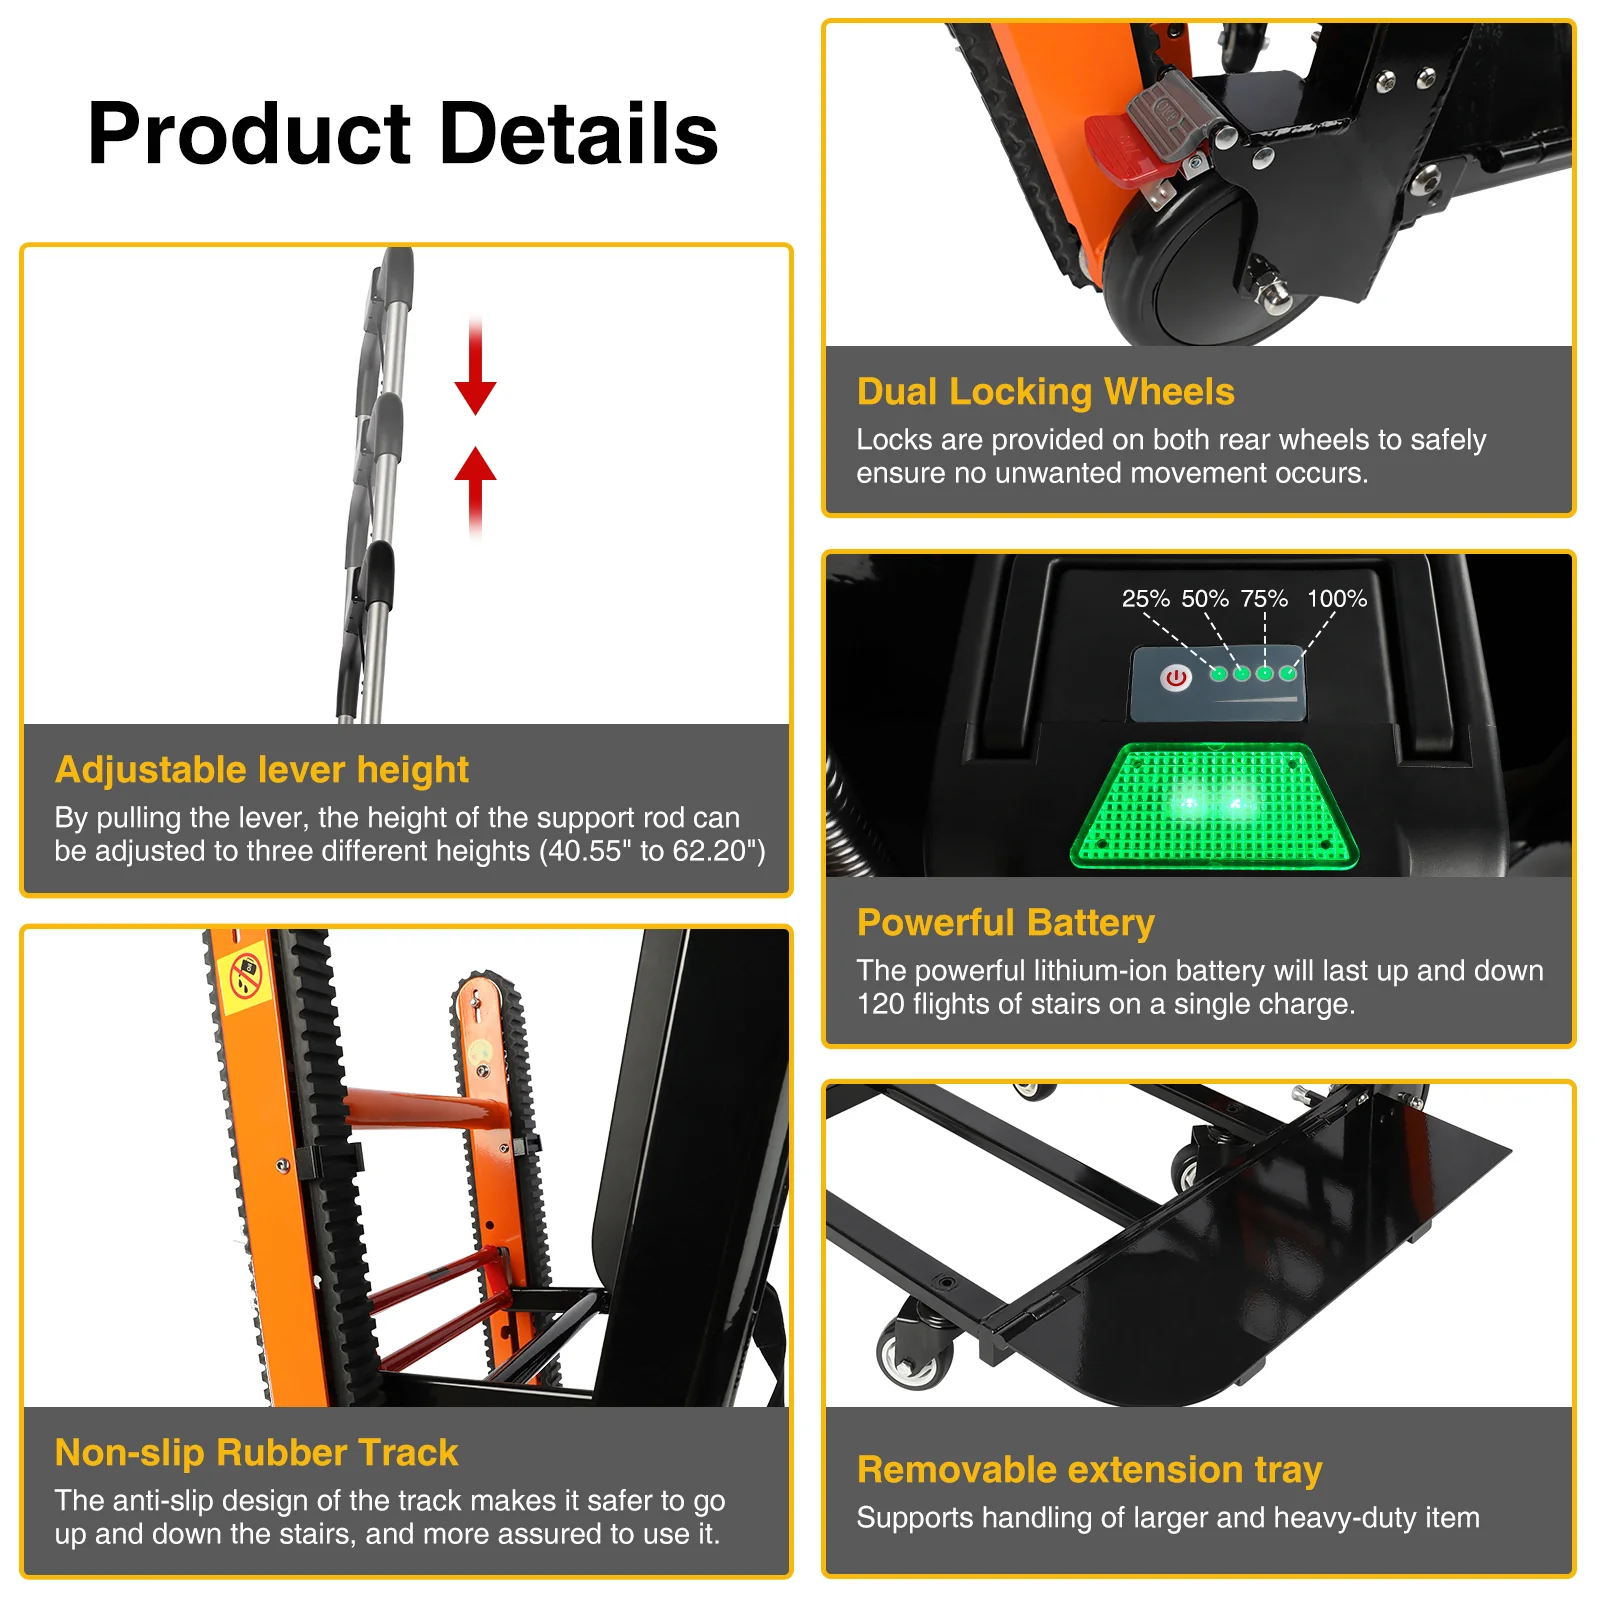 Product Details
Adjustable lever height
By pulling the lever, the height of the support rod can
be adjusted to three different heights (40.55" to 62.20")
Non-slip Rubber Track
The anti-slip design of the track makes it safer to go
up and down the stairs, and more assured to use it.
Dual Locking Wheels
Locks are provided on both rear wheels to safely
ensure no unwanted movement occurs.
25% 50% 75% 100%
Powerful Battery
The powerful lithium-ion battery will last up and down
120 flights of stairs on a single charge.
Removable extension tray
Supports handling of larger and heavy-duty item